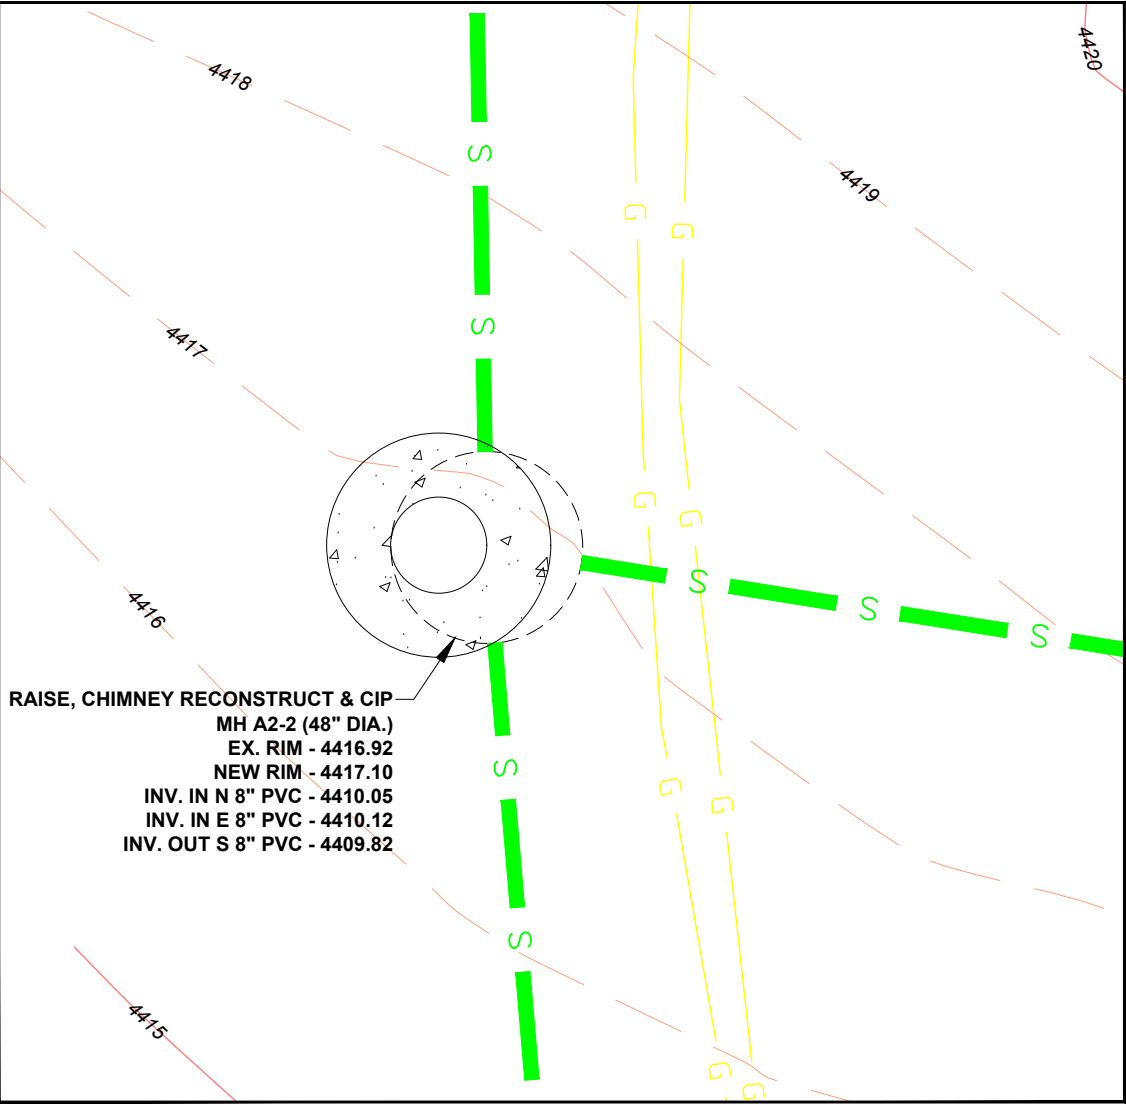 4420
4418
S
4419
G
G
S
4417
G
G
S
S
S
4416
RAISE, CHIMNEY RECONSTRUCT & CIP
MH A2-2 (48" DIA.)
EX. RIM - 4416.92
NEW RIM - 4417.10
INV. IN N 8" PVC - 4410.05
INV. IN E 8" PVC - 4410.12
INV. OUT S 8" PVC - 4409.82
S
G
G
S
4415
G
G